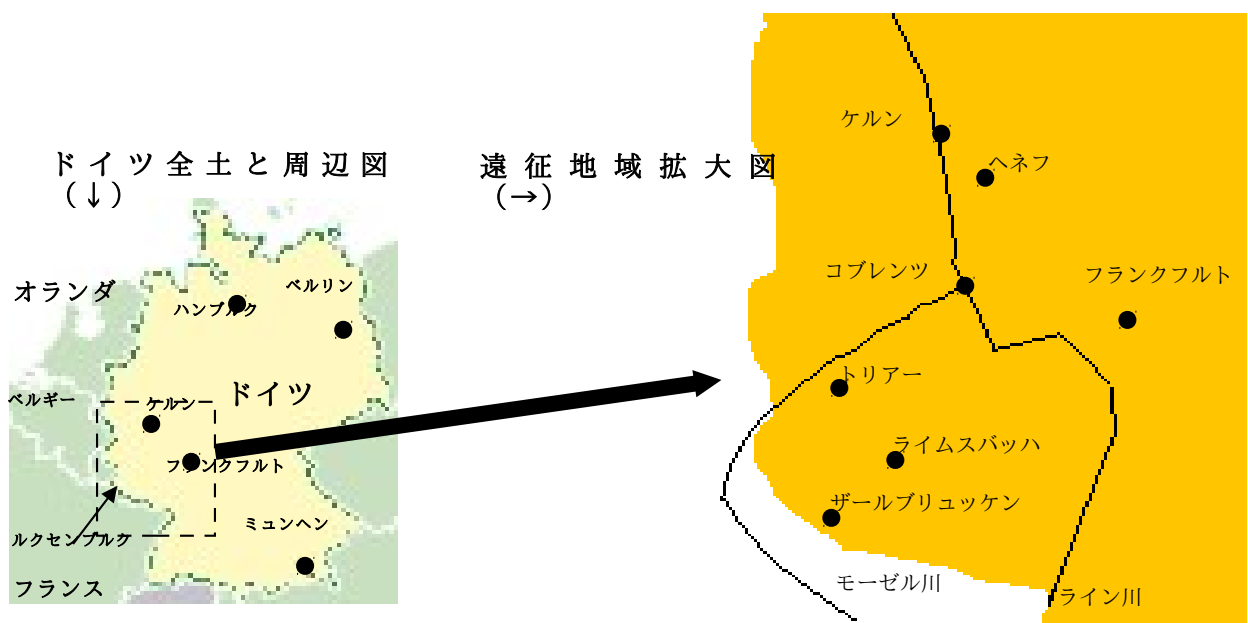 ドイツ全土と周辺図
（↓）
オランダ
ハンブルク
ベルリン
ベルギー
ケルン
ドイツ
フランクフルト
ミュンヘン
ルクセンブルク
フランス
遠征地域拡大図
（→）
ケルン
ヘネフ
コブレンツ
フランクフルト
トリアー
ライムスバッハ
ザールブリュッケン
モーゼル川
ライン川